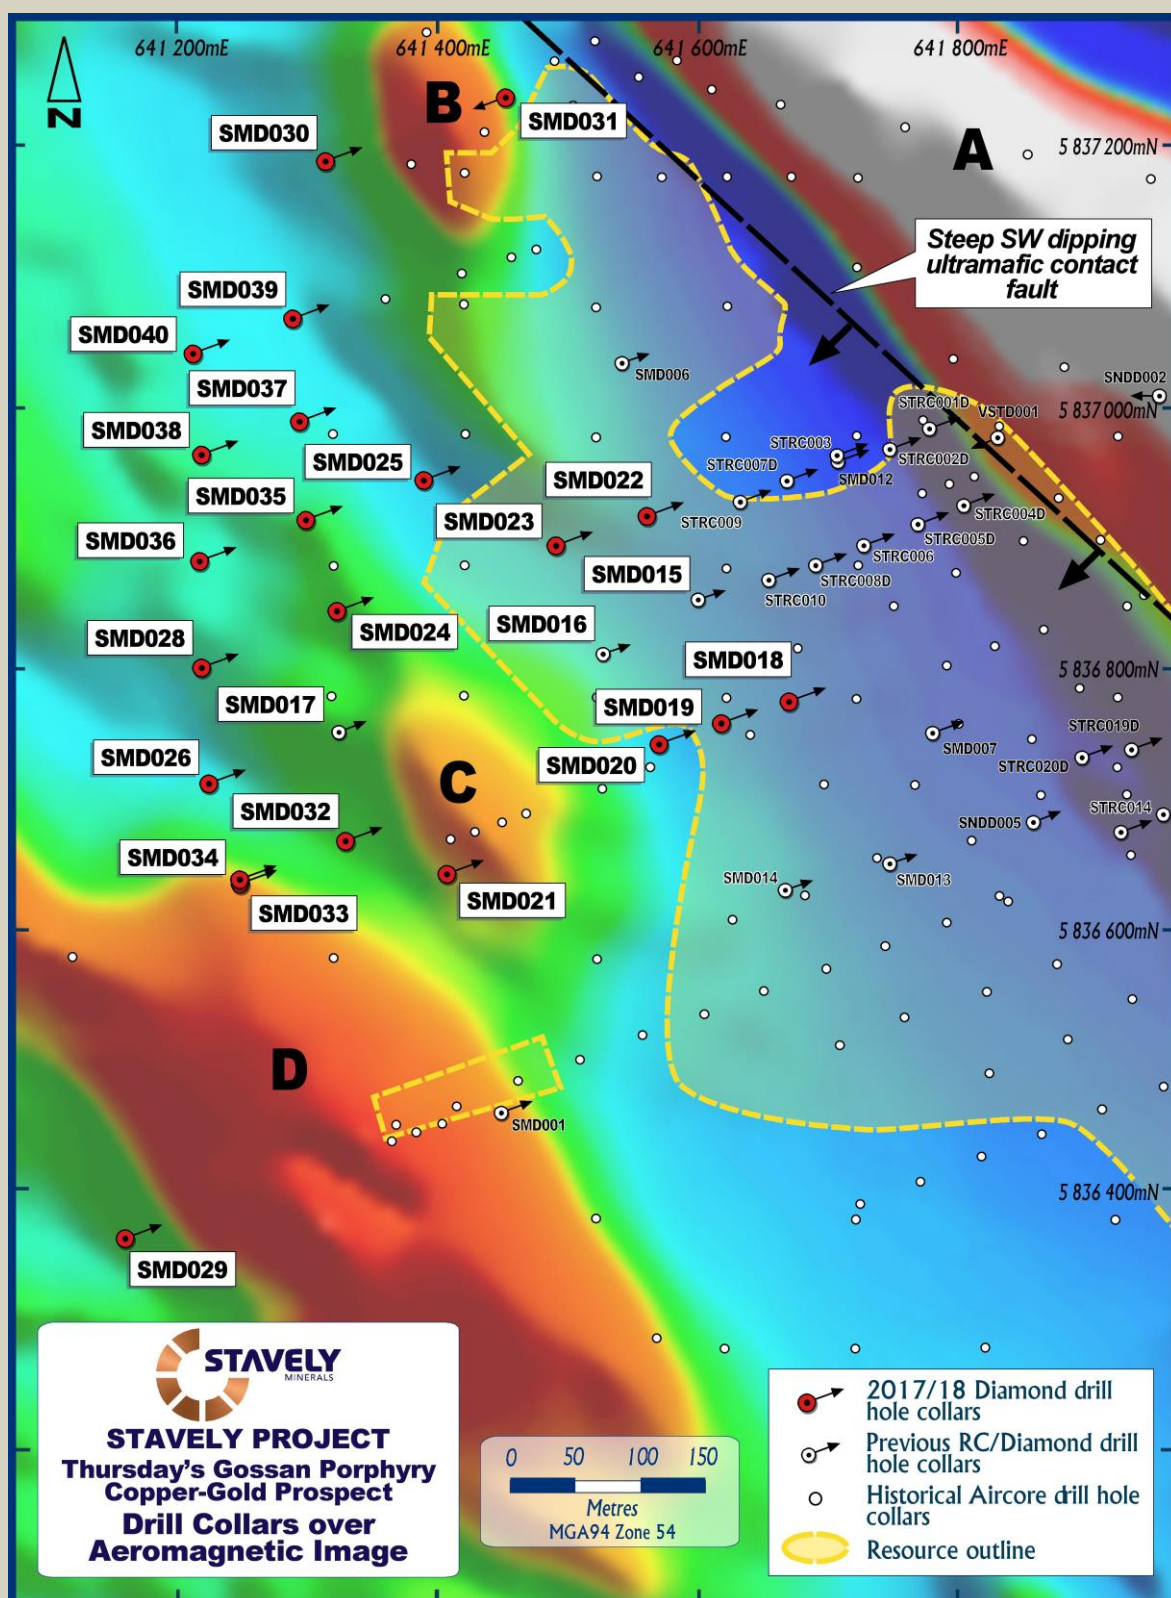 641 200mE
641 400mE
641 600mE
641 800mE
N
B
SMD031
SMD030
A
5 837 200mN
Steep SW dipping
ultramafic contact
fault
SMD039
SMD040
SMD006
SNDD002
SMD037
STRC001D
VSTD001
5 837 000mN
SMD038
STRC003
STRC002D
SMD025
SMD022
STRC007D
SMD012
SMD035
SMD023
STRC009
STRC004D
STRC005D
SMD036
SMD015
STRC006
STRC008D
STRC010
SMD024
SMD016
SMD028
SMD018
5 836 800mN
SMD017
SMD019
STRC019D
SMD007
SMD026
C
SMD020
STRC020D
SMD032
SNDD005
STRC014
SMD034
SMD014
SMD013
SMD033
SMD021
5 836 600mN
D
SMD001
5 836 400mN
SMD029
STAVELY
MINERALS
STAVELY PROJECT
Thursday's Gossan Porphyry
Copper-Gold Prospect
Drill Collars over
Aeromagnetic Image
0 50 100 150
Metres
MGA94 Zone 54
2017/18 Diamond drill
hole collars
Previous RC/Diamond drill
hole collars
Historical Aircore drill hole
collars
Resource outline